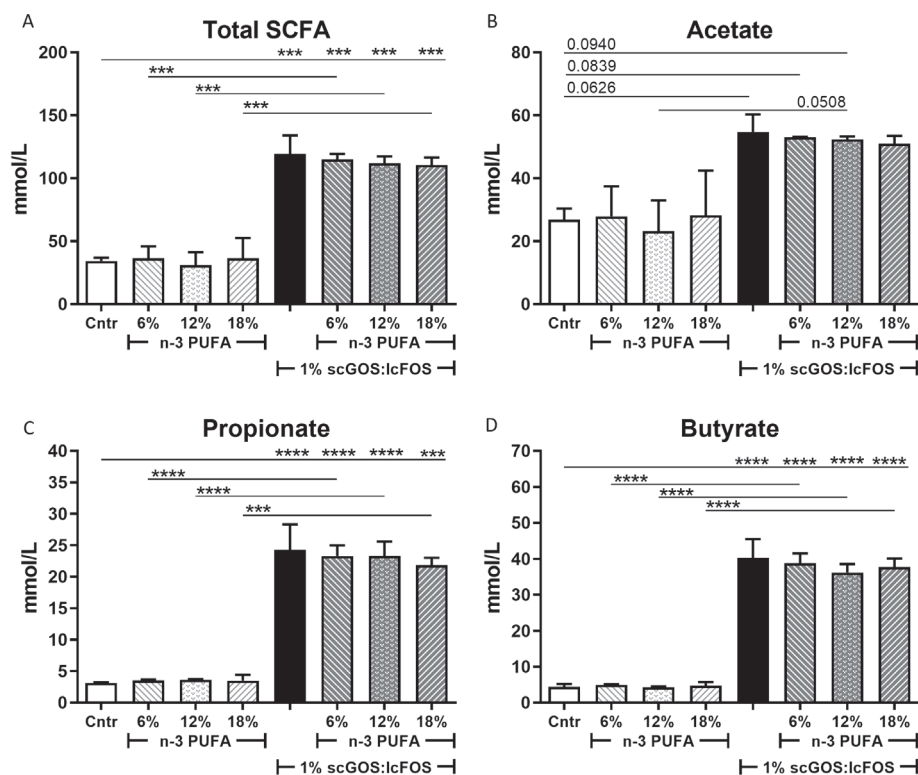 A
Total SCFA
mmol/L
200
150
100
50
0
*** *** *** ***
***
***
***
Cntr 6% 12% 18% 6% 12% 18%
n-3 PUFA n-3 PUFA
1% scGOS:lcFOS
B
Acetate
mmol/L
80
60
40
20
0
0.0940
0.0839
0.0626
0.0508
Cntr 6% 12% 18% 6% 12% 18%
n-3 PUFA n-3 PUFA
1% scGOS:lcFOS
C
Propionate
mmol/L
40
35
30
25
20
15
10
5
0
**** **** **** ***
****
****
***
Cntr 6% 12% 18% 6% 12% 18%
n-3 PUFA n-3 PUFA
1% scGOS:lcFOS
D
Butyrate
mmol/L
70
60
50
40
30
20
10
0
**** **** **** ****
****
****
****
Cntr 6% 12% 18% 6% 12% 18%
n-3 PUFA n-3 PUFA
1% scGOS:lcFOS